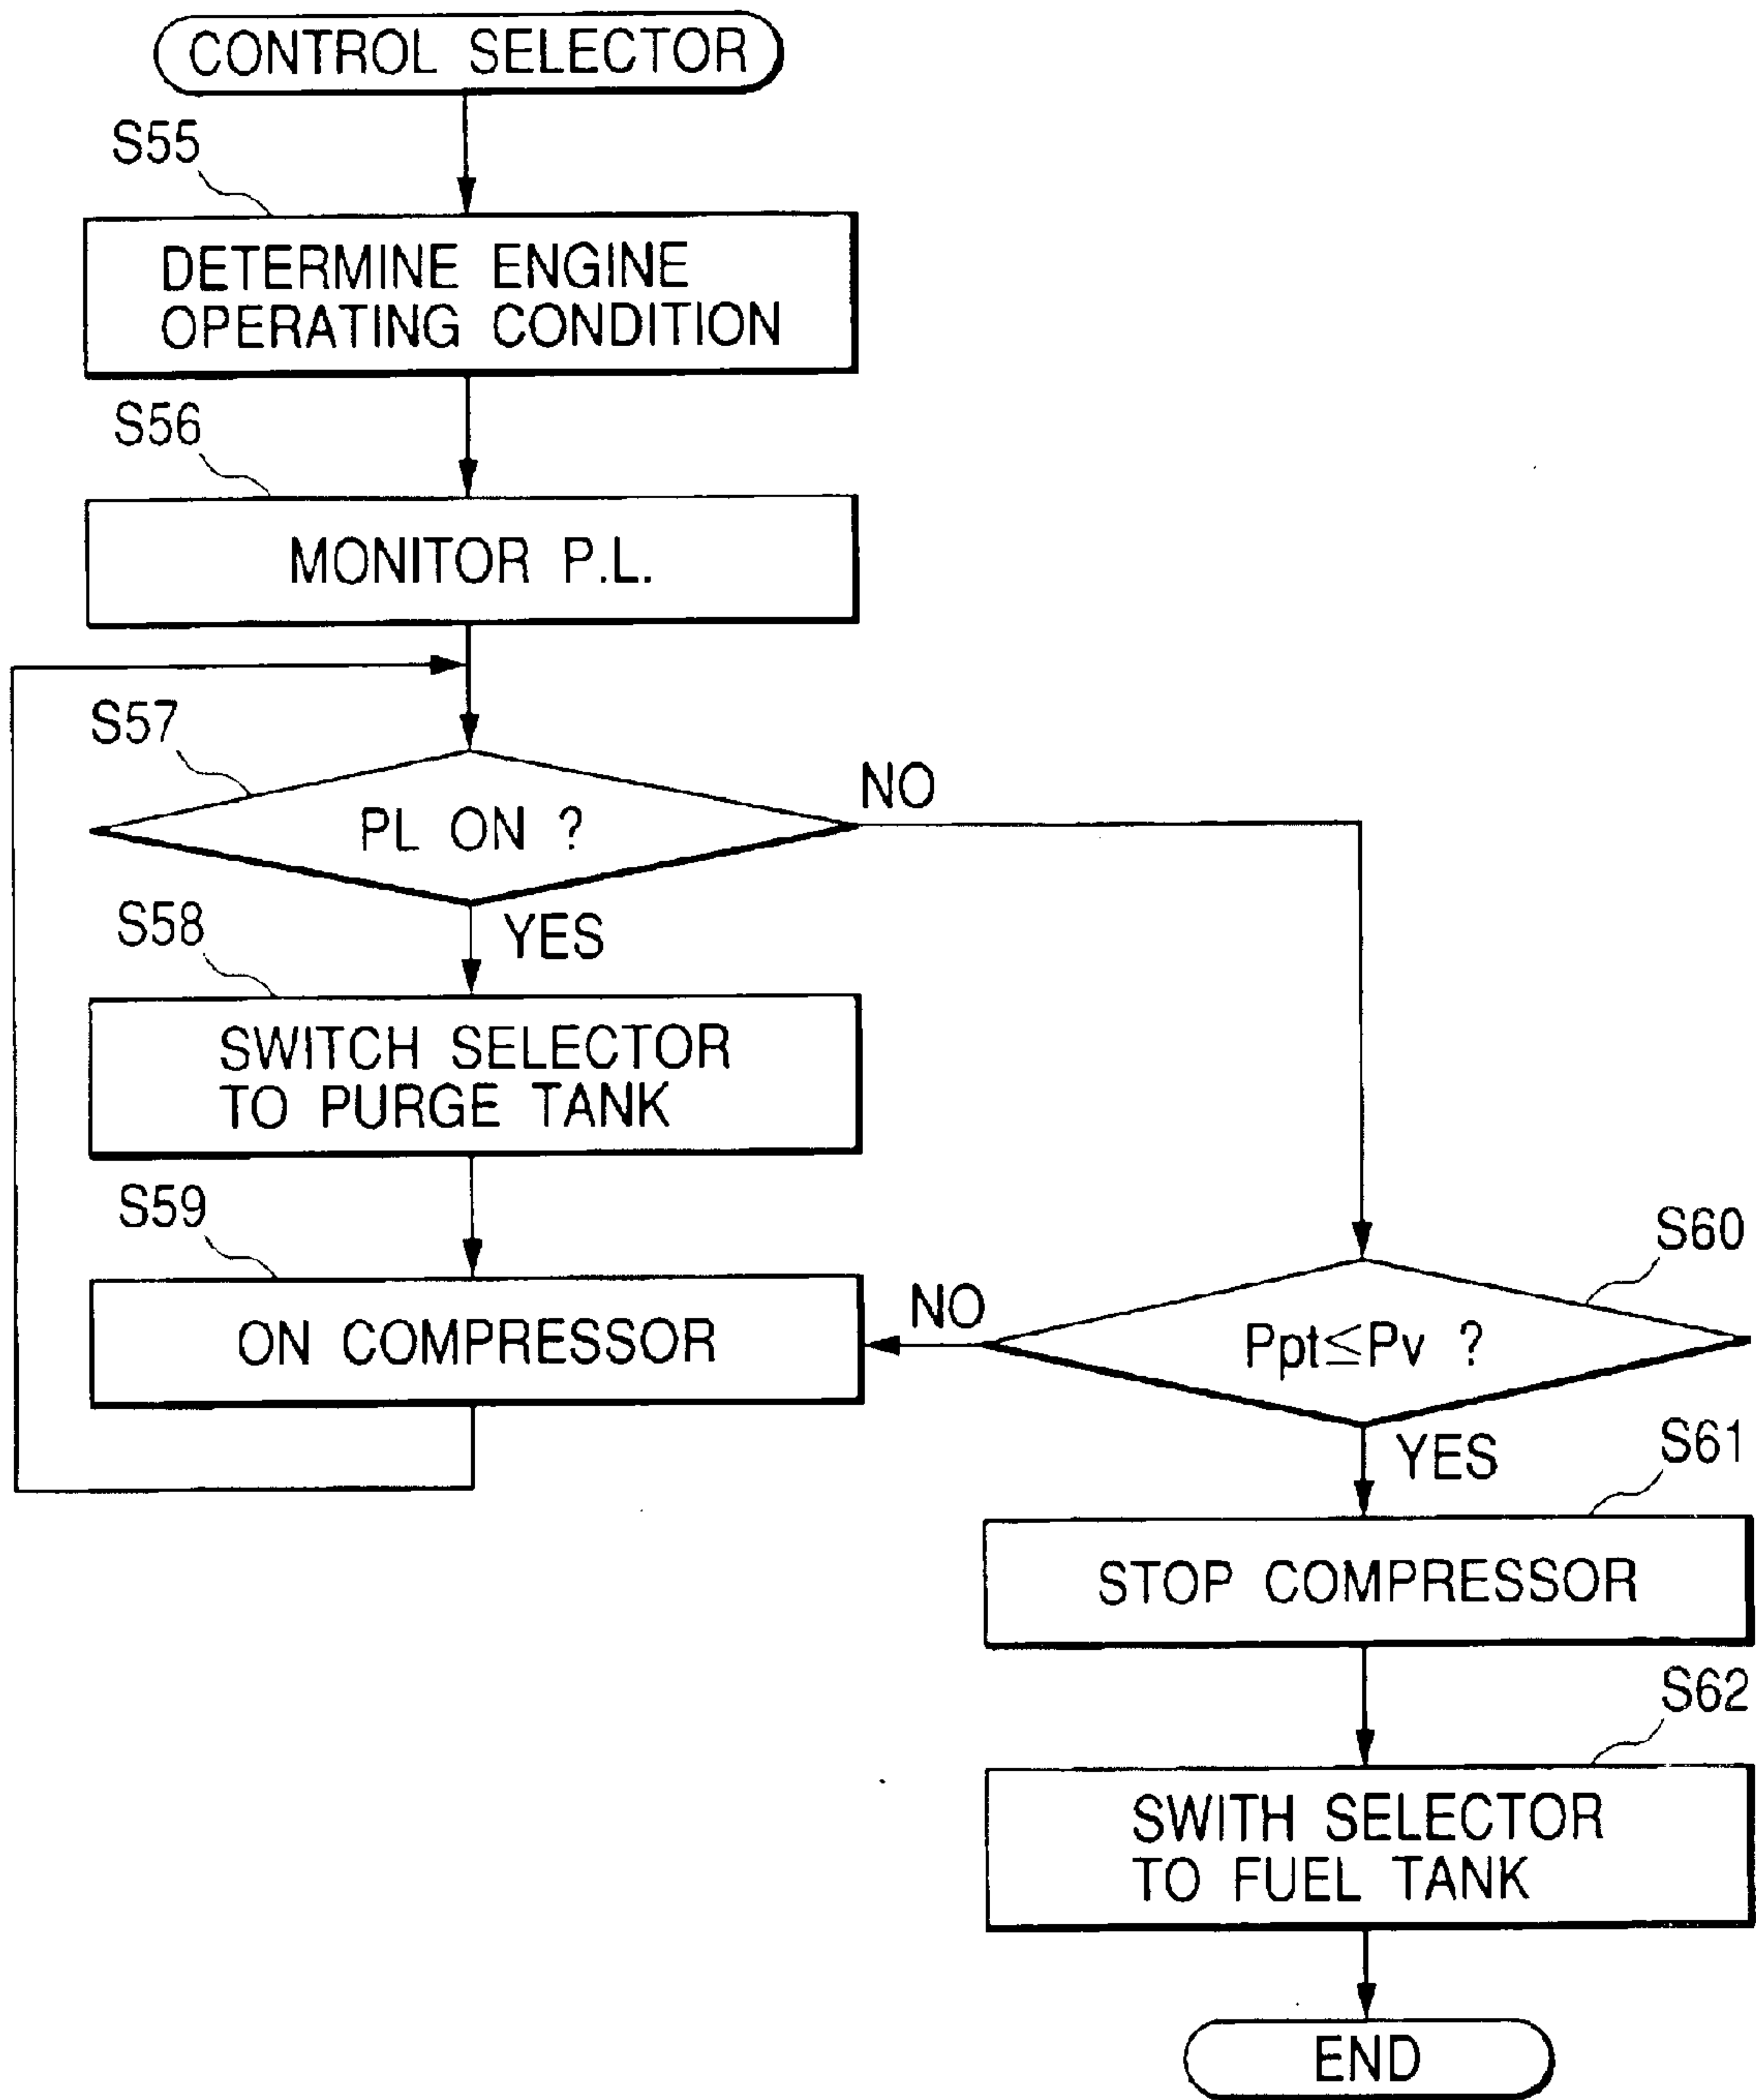 CONTROL SELECTOR
S55
DETERMINE ENGINE
OPERATING CONDITION
S56
MONITOR P.L.
S57
PL ON ?
NO
YES
S58
SWITCH SELECTOR
TO PURGE TANK
S59
ON COMPRESSOR
NO
S60
Ppt≦Pv ?
YES
S61
STOP COMPRESSOR
S62
SWITH SELECTOR
TO FUEL TANK
END